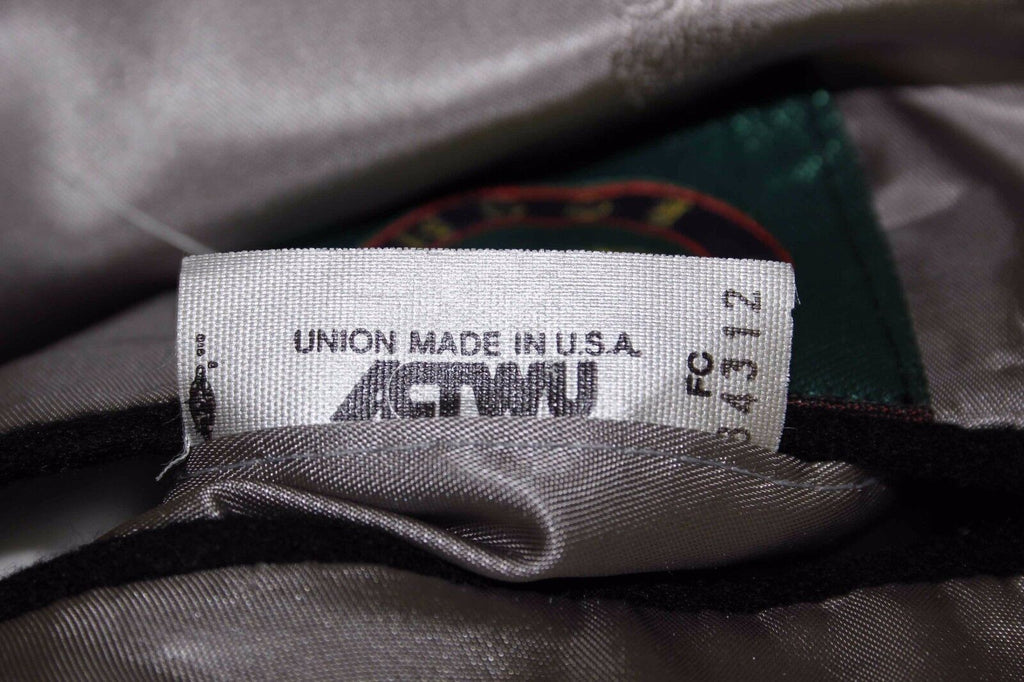 UNION MADE IN U.S.A.
ACTWU
FC
34312